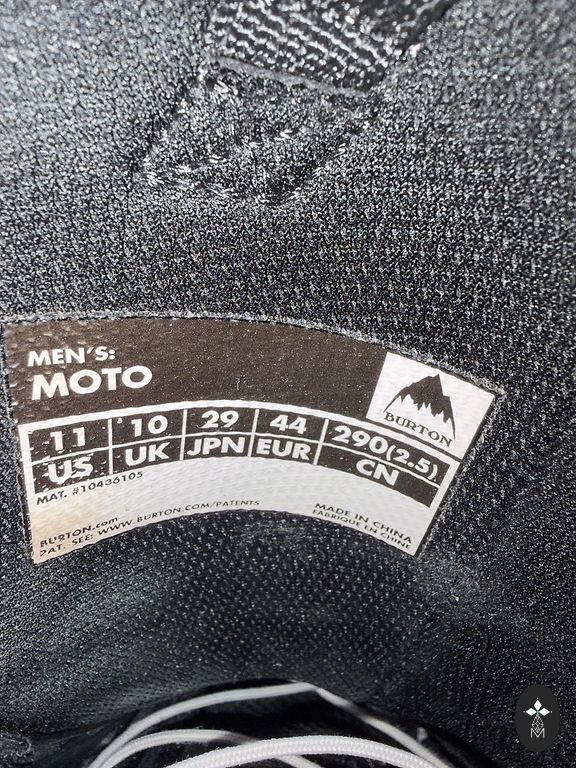 MEN'S:
MOTO
BURTON
11 10 29 44 290(2.5)
US UK JPN EUR CN
MAT. #10436105
BURTON.com
PAT. SEE: WWW.BURTON.COM/PATENTS
MADE IN CHINA
FABRIQUE EN CHINE
M